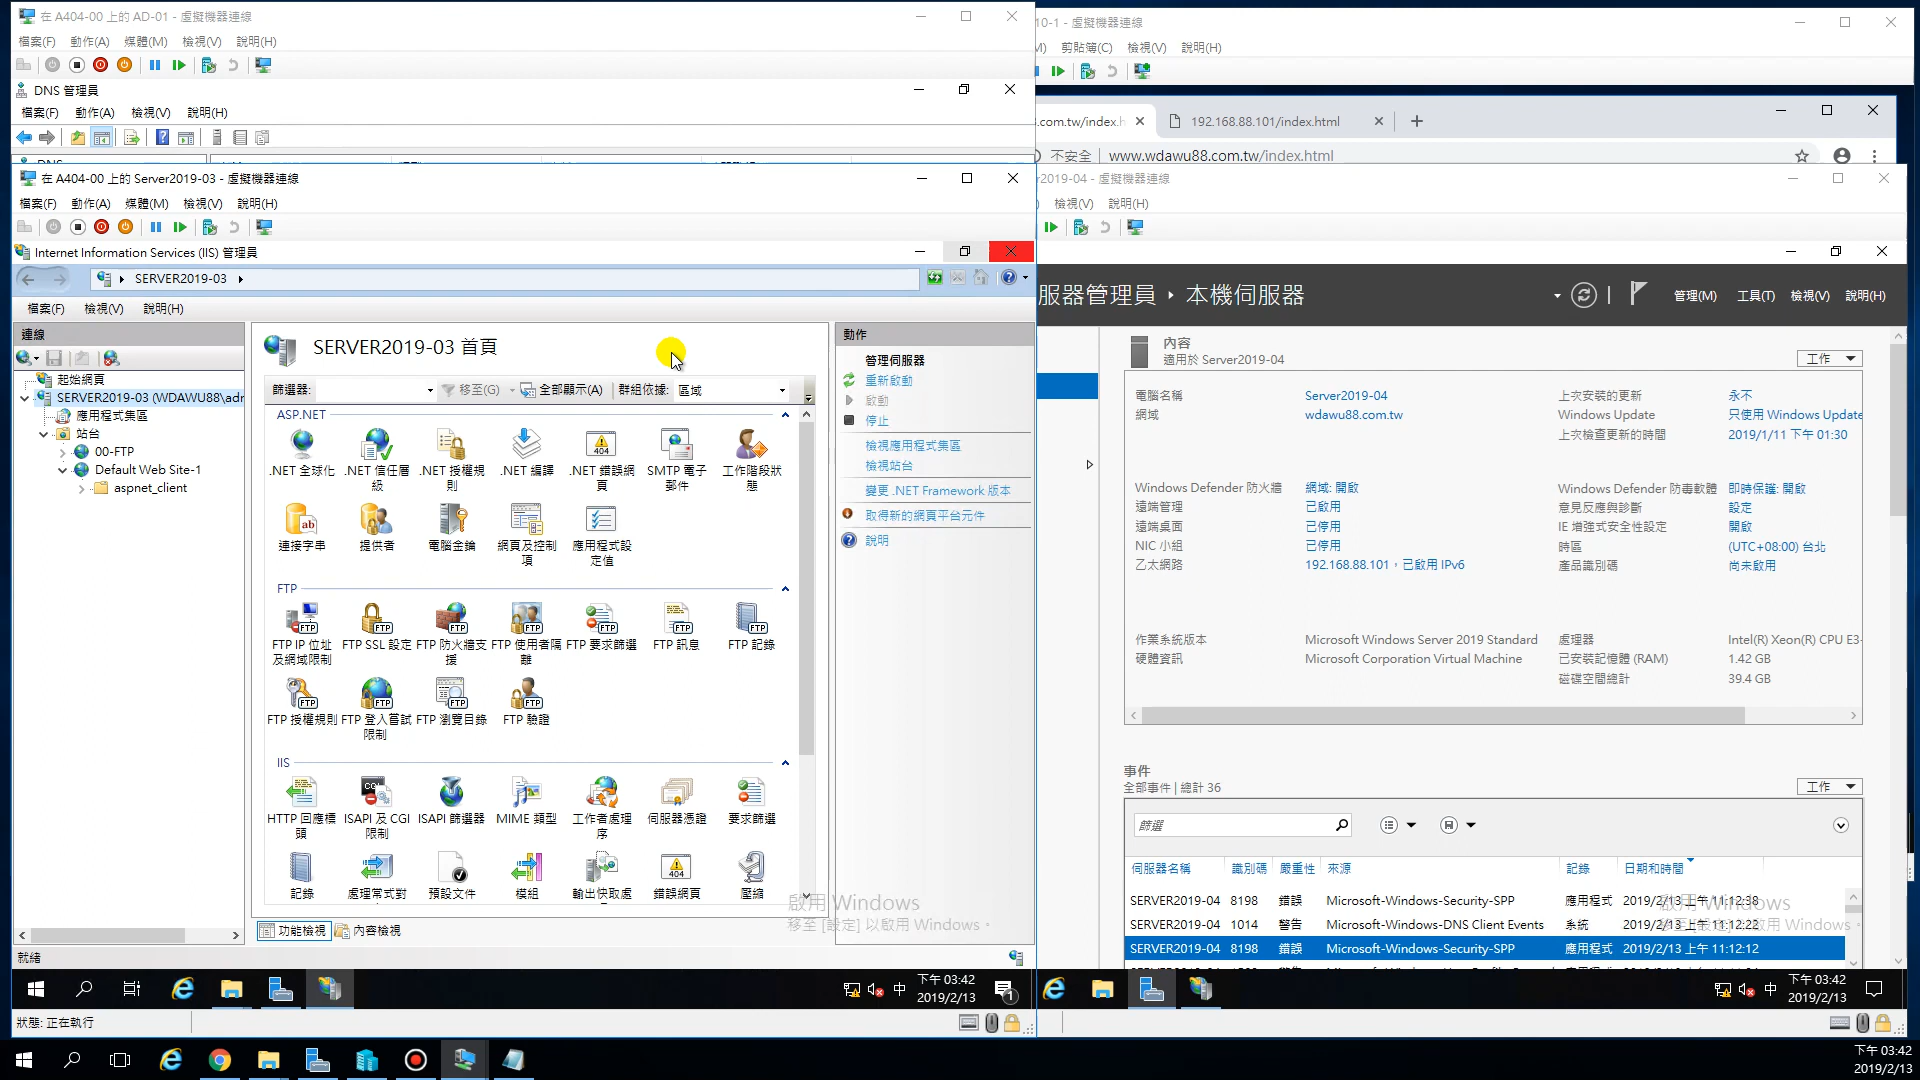 在 A404-00 上的 AD-01 - 虛擬機器連線
檔案(F) 動作(A) 媒體(M) 檢視(V) 說明(H)
DNS 管理員
檔案(F) 動作(A) 檢視(V) 說明(H)
10-1 - 虛擬機器連線
剪貼簿(C) 檢視(V) 說明(H)
.com.tw/index.h
192.168.88.101/index.html
不安全 www.wdawu88.com.tw/index.html
在 A404-00 上的 Server2019-03 - 虛擬機器連線
檔案(F) 動作(A) 媒體(M) 檢視(V) 說明(H)
Internet Information Services (IIS) 管理員
SERVER2019-03
檔案(F) 檢視(V) 說明(H)
連線
起始網頁
SERVER2019-03 (WDAWU88\adr
應用程式集區
站台
00-FTP
Default Web Site-1
aspnet_client
SERVER2019-03 首頁
篩選器: 移至(G) 全部顯示(A) 群組依據: 區域
ASP.NET
.NET 全球化
.NET 信任層級
.NET 授權規則
.NET 編譯
.NET 錯誤網頁
SMTP 電子郵件
工作階段狀態
連接字串
提供者
電腦金鑰
網頁及控制項
應用程式設定值
FTP
FTP IP 位址及網域限制
FTP SSL 設定
FTP 防火牆支援
FTP 使用者隔離
FTP 要求篩選
FTP 訊息
FTP 記錄
FTP 授權規則
FTP 登入嘗試限制
FTP 瀏覽目錄
FTP 驗證
IIS
HTTP 回應標頭
ISAPI 及 CGI 限制
ISAPI 篩選器
MIME 類型
工作者處理序
伺服器憑證
要求篩選
記錄
處理常式對
預設文件
模組
輸出快取處
錯誤網頁
壓縮
功能檢視 內容檢視
就緒
動作
管理伺服器
重新啟動
啟動
停止
檢視應用程式集區
檢視站台
變更 .NET Framework 版本
取得新的網頁平台元件
說明
啟用 Windows
移至 [設定] 以啟用 Windows。
中
下午 03:42
2019/2/13
狀態: 正在執行
r2019-04 - 虛擬機器連線
檢視(V) 說明(H)
服器管理員 本機伺服器
管理(M) 工具(T) 檢視(V) 說明(H)
內容
適用於 Server2019-04
工作
電腦名稱 Server2019-04
網域 wdawu88.com.tw
上次安裝的更新 永不
Windows Update 只使用 Windows Update
上次檢查更新的時間 2019/1/11 下午 01:30
Windows Defender 防火牆 網域: 開啟
遠端管理 已啟用
遠端桌面 已停用
NIC 小組 已停用
乙太網路 192.168.88.101，已啟用 IPv6
Windows Defender 防毒軟體 即時保護: 開啟
意見反應與診斷 設定
IE 增強式安全性設定 開啟
時區 (UTC+08:00) 台北
產品識別碼 尚未啟用
作業系統版本 Microsoft Windows Server 2019 Standard
硬體資訊 Microsoft Corporation Virtual Machine
處理器 Intel(R) Xeon(R) CPU E3-
已安裝記憶體 (RAM) 1.42 GB
磁碟空間總計 39.4 GB
事件
全部事件 | 總計 36
工作
篩選
伺服器名稱 識別碼 嚴重性 來源 記錄 日期和時間
SERVER2019-04 8198 錯誤 Microsoft-Windows-Security-SPP 應用程式 2019/2/13 上午 11:12:38
SERVER2019-04 1014 警告 Microsoft-Windows-DNS Client Events 系統 2019/2/13 上午 11:12:22
SERVER2019-04 8198 錯誤 Microsoft-Windows-Security-SPP 應用程式 2019/2/13 上午 11:12:12
中
下午 03:42
2019/2/13
下午 03:42
2019/2/13